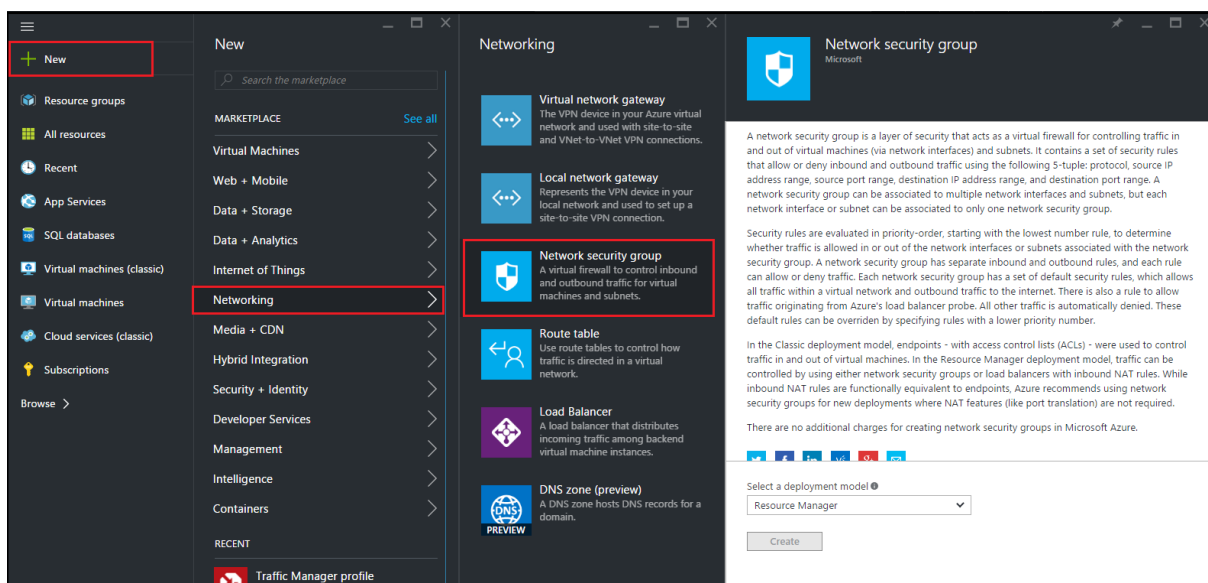 New
Resource groups
All resources
Recent
App Services
SQL databases
Virtual machines (classic)
Virtual machines
Cloud services (classic)
Subscriptions
Browse >
New
Search the marketplace
MARKETPLACE
See all
Virtual Machines
Web + Mobile
Data + Storage
Data + Analytics
Internet of Things
Networking
Media + CDN
Hybrid Integration
Security + Identity
Developer Services
Management
Intelligence
Containers
RECENT
Traffic Manager profile
Networking
Virtual network gateway
The VPN device in your Azure virtual
network and used with site-to-site
and VNet-to-VNet VPN connections.
Local network gateway
Represents the VPN device in your
local network and used to set up a
site-to-site VPN connection.
Network security group
A virtual firewall to control inbound
and outbound traffic for virtual
machines and subnets.
Route table
Use route tables to control how
traffic is directed in a virtual
network.
Load Balancer
A load balancer that distributes
incoming traffic among backend
virtual machine instances.
DNS
PREVIEW
DNS zone (preview)
A DNS zone hosts DNS records for a
domain.
Network security group
Microsoft
A network security group is a layer of security that acts as a virtual firewall for controlling traffic in
and out of virtual machines (via network interfaces) and subnets. It contains a set of security rules
that allow or deny inbound and outbound traffic using the following 5-tuple: protocol, source IP
address range, source port range, destination IP address range, and destination port range. A
network security group can be associated to multiple network interfaces and subnets, but each
network interface or subnet can be associated to only one network security group.
Security rules are evaluated in priority-order, starting with the lowest number rule, to determine
whether traffic is allowed in or out of the network interfaces or subnets associated with the network
security group. A network security group has separate inbound and outbound rules, and each rule
can allow or deny traffic. Each network security group has a set of default security rules, which allows
all traffic within a virtual network and outbound traffic to the internet. There is also a rule to allow
traffic originating from Azure's load balancer probe. All other traffic is automatically denied. These
default rules can be overriden by specifying rules with a lower priority number.
In the Classic deployment model, endpoints - with access control lists (ACLs) - were used to control
traffic in and out of virtual machines. In the Resource Manager deployment model, traffic can be
controlled by using either network security groups or load balancers with inbound NAT rules. While
inbound NAT rules are functionally equivalent to endpoints, Azure recommends using network
security groups for new deployments where NAT features (like port translation) are not required.
There are no additional charges for creating network security groups in Microsoft Azure.
Select a deployment model
Resource Manager
Create